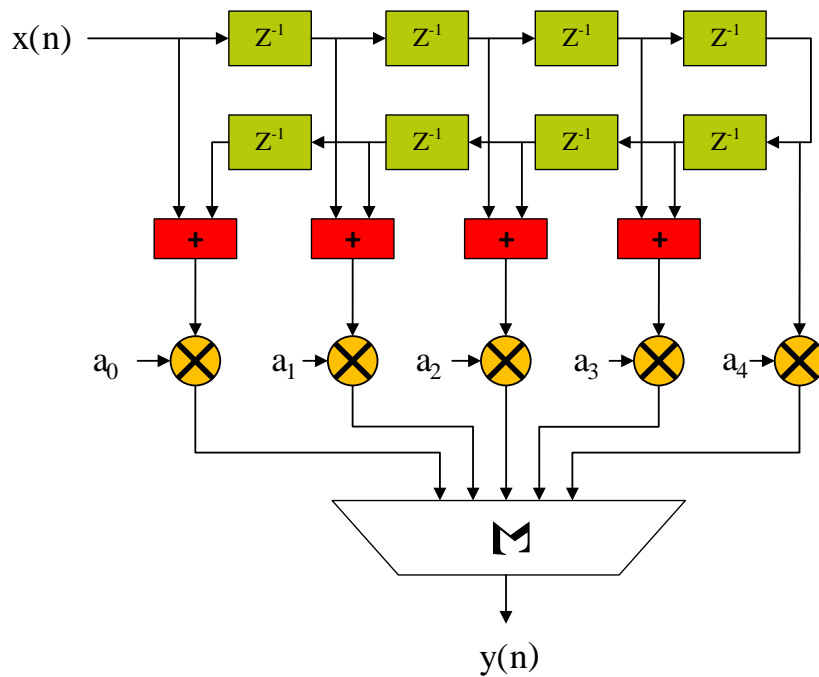 x(n)
Z⁻¹ Z⁻¹ Z⁻¹ Z⁻¹
Z⁻¹ Z⁻¹ Z⁻¹ Z⁻¹
+ + + +
a₀ a₁ a₂ a₃ a₄
Σ
y(n)